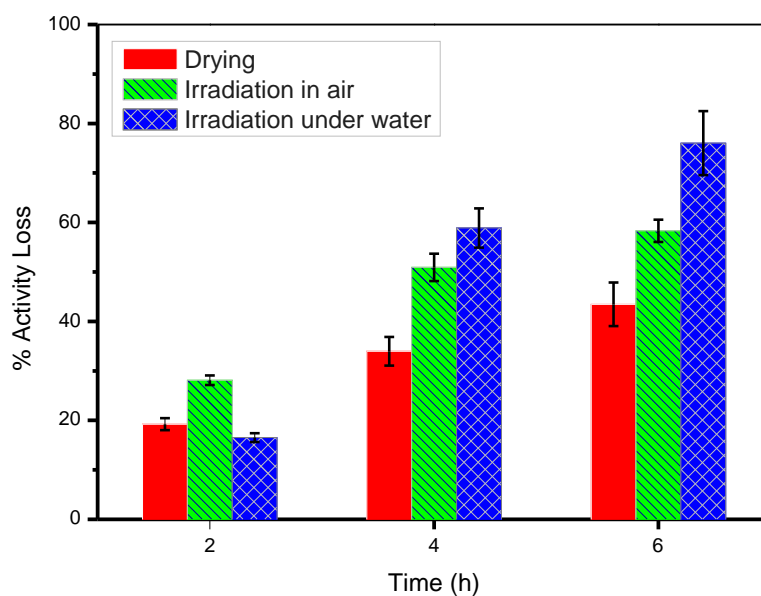 100
80
60
40
20
0
% Activity Loss
Drying
Irradiation in air
Irradiation under water
2
4
6
Time (h)